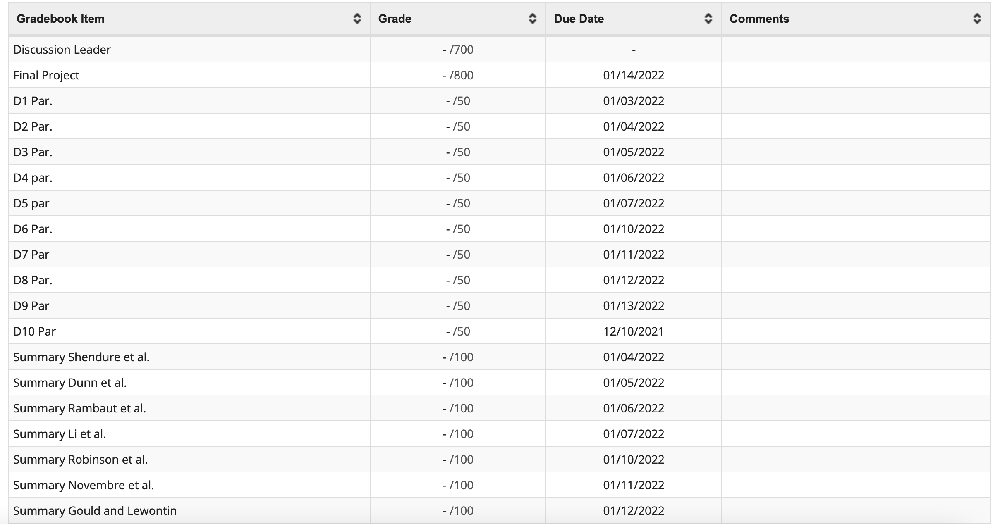 Gradebook Item Grade Due Date Comments
Discussion Leader - /700 -
Final Project - /800 01/14/2022
D1 Par. - /50 01/03/2022
D2 Par. - /50 01/04/2022
D3 Par. - /50 01/05/2022
D4 par. - /50 01/06/2022
D5 par - /50 01/07/2022
D6 Par. - /50 01/10/2022
D7 Par - /50 01/11/2022
D8 Par. - /50 01/12/2022
D9 Par - /50 01/13/2022
D10 Par - /50 12/10/2021
Summary Shendure et al. - /100 01/04/2022
Summary Dunn et al. - /100 01/05/2022
Summary Rambaut et al. - /100 01/06/2022
Summary Li et al. - /100 01/07/2022
Summary Robinson et al. - /100 01/10/2022
Summary Novembre et al. - /100 01/11/2022
Summary Gould and Lewontin - /100 01/12/2022